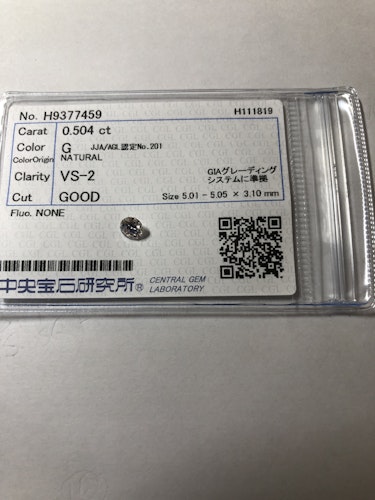 No. H9377459 H111819
Carat 0.504 ct
Color G JJA/AGL認定No.201
ColorOrigin NATURAL
Clarity VS-2 GIAグレーディング
システムに準拠
Cut GOOD Size 5.01 - 5.05 × 3.10 mm
Fluo. NONE
中央宝石研究所® CENTRAL GEM
LABORATORY